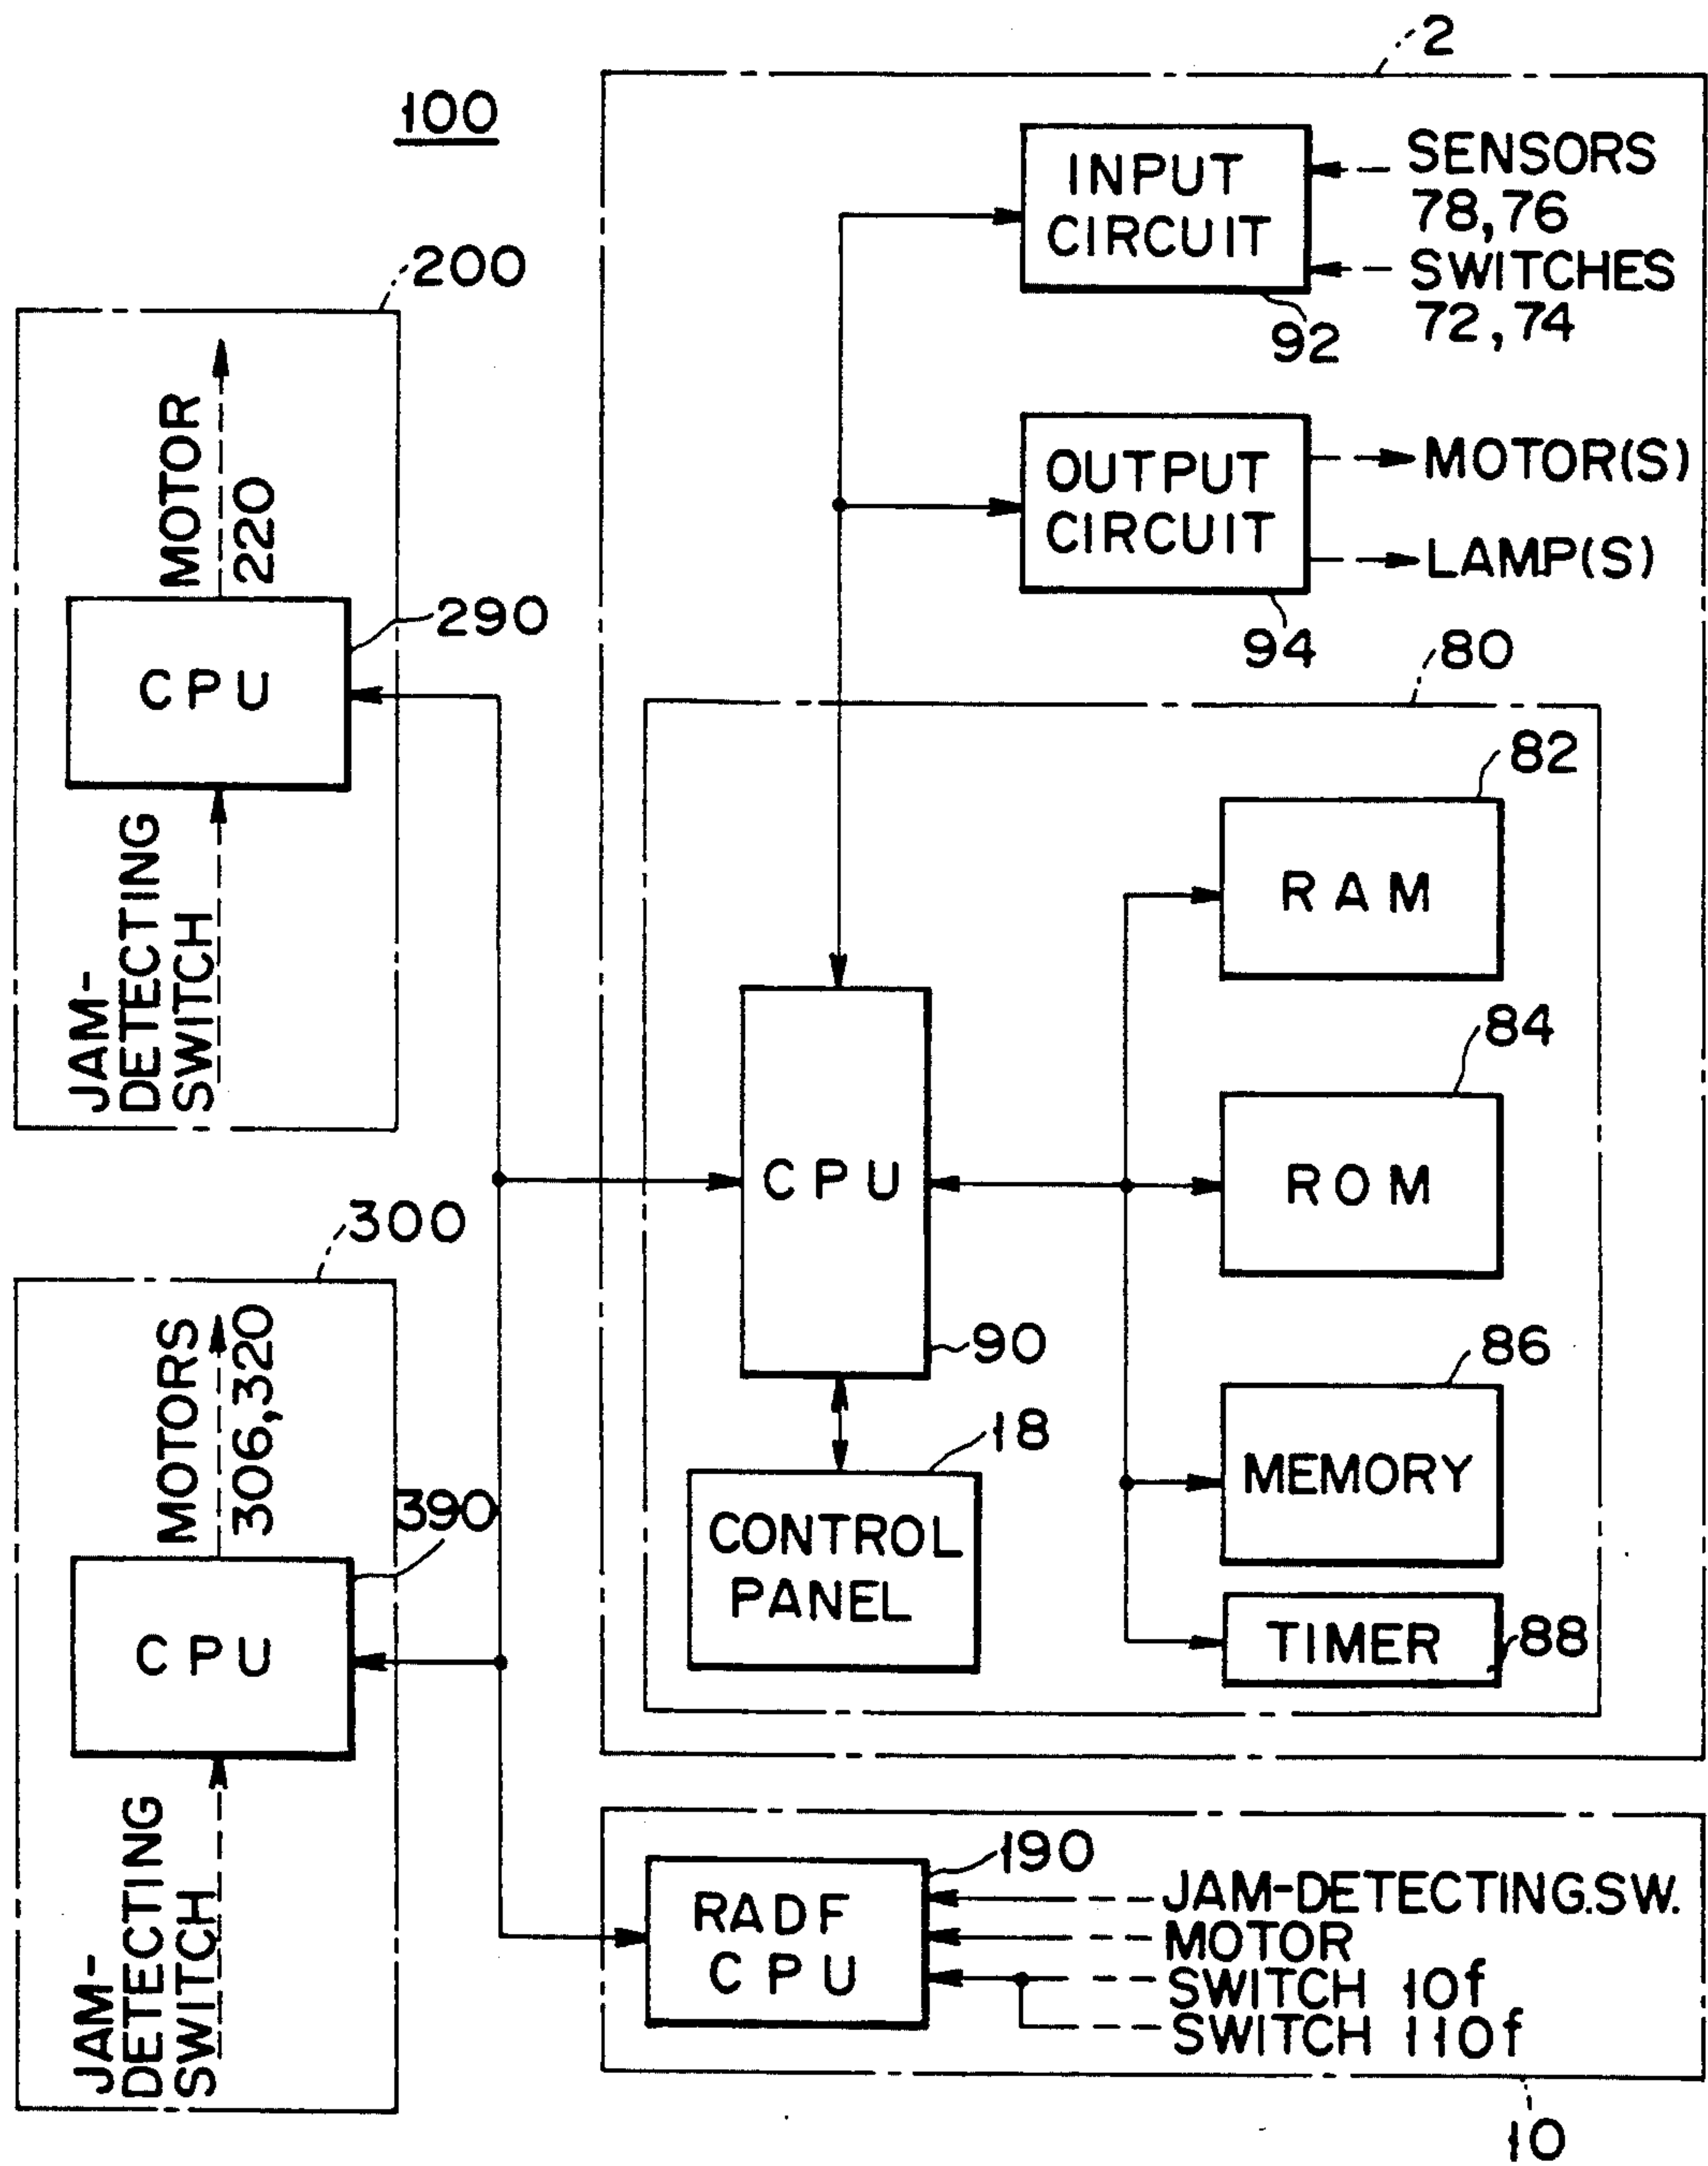 2
100
INPUT
CIRCUIT
SENSORS
78,76
SWITCHES
72,74
92
200
MOTOR
220
CPU
290
JAM-
DETECTING
SWITCH
OUTPUT
CIRCUIT
MOTOR(S)
LAMP(S)
94
80
82
RAM
84
ROM
CPU
90
86
MEMORY
18
CONTROL
PANEL
TIMER
88
300
MOTORS
306,320
390
CPU
JAM-
DETECTING
SWITCH
190
RADF
CPU
JAM-DETECTING.SW.
MOTOR
SWITCH 10f
SWITCH 110f
10